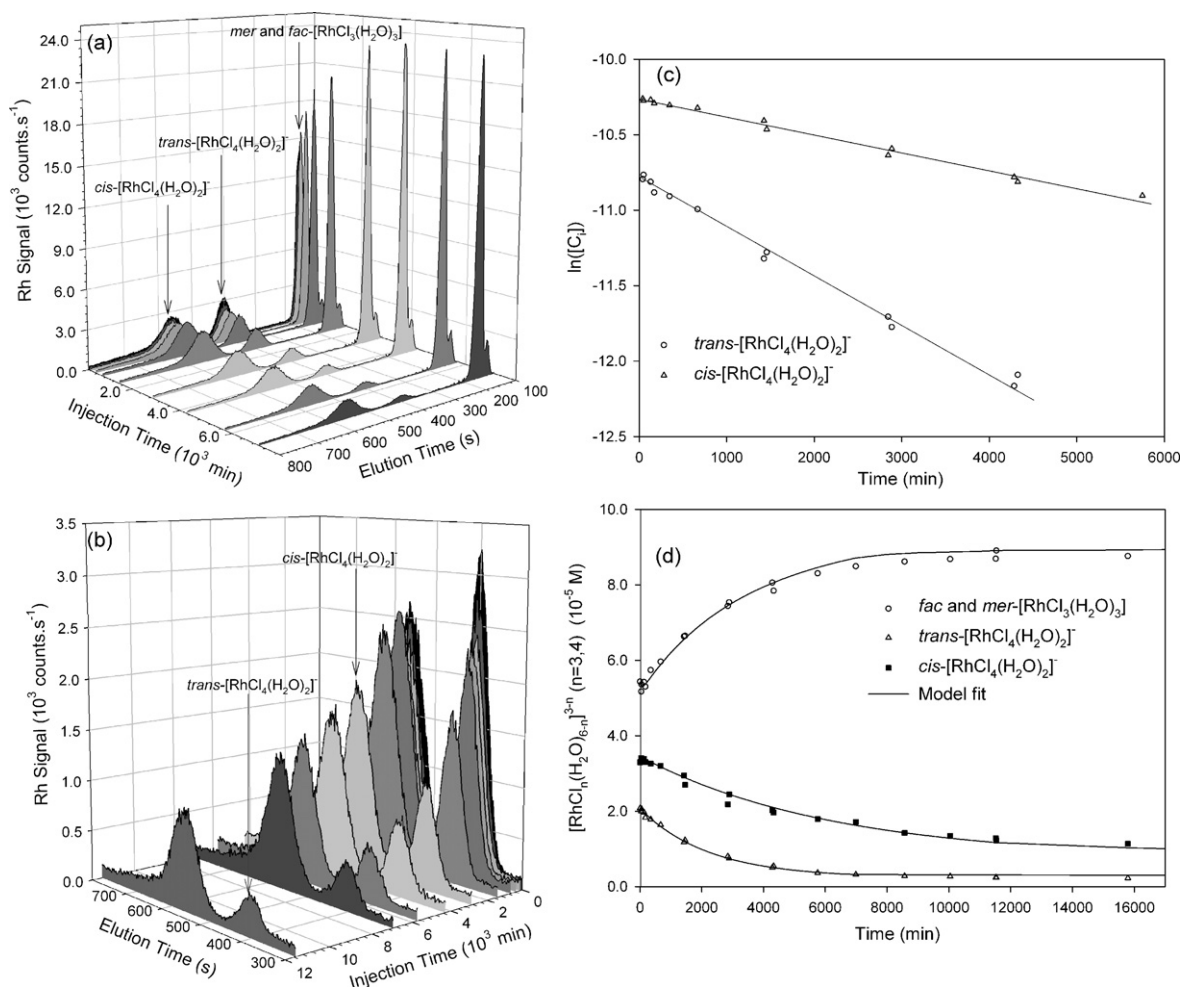 (a)
mer and fac-[RhCl₃(H₂O)₃]
trans-[RhCl₄(H₂O)₂]⁻
cis-[RhCl₄(H₂O)₂]⁻
Rh Signal (10³ counts.s⁻¹)
24.0
21.0
18.0
15.0
12.0
9.0
6.0
3.0
0.0
2.0
4.0
6.0
Injection Time (10³ min)
800
700
600
500
400
300
200
100
Elution Time (s)
(b)
cis-[RhCl₄(H₂O)₂]⁻
trans-[RhCl₄(H₂O)₂]⁻
Rh Signal (10³ counts.s⁻¹)
3.5
3.0
2.5
2.0
1.5
1.0
0.5
0.0
700
600
500
400
300
Elution Time (s)
12
10
8
6
4
2
0
Injection Time (10³ min)
(c)
ln([Cᵢ])
-10.0
-10.5
-11.0
-11.5
-12.0
-12.5
trans-[RhCl₄(H₂O)₂]⁻
cis-[RhCl₄(H₂O)₂]⁻
0 1000 2000 3000 4000 5000 6000
Time (min)
(d)
[RhClₙ(H₂O)₆₋ₙ]³⁻ⁿ (n=3,4) (10⁻⁵ M)
10.0
8.0
6.0
4.0
2.0
0.0
fac and mer-[RhCl₃(H₂O)₃]
trans-[RhCl₄(H₂O)₂]⁻
cis-[RhCl₄(H₂O)₂]⁻
Model fit
0 2000 4000 6000 8000 10000 12000 14000 16000
Time (min)